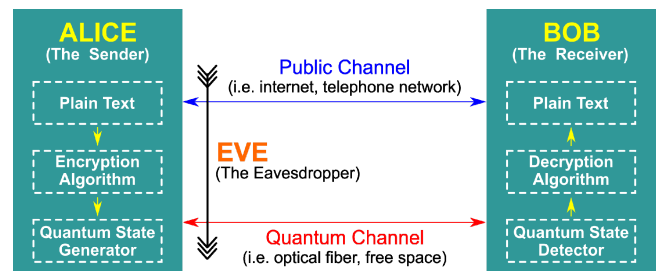 ALICE
(The Sender)
Plain Text
Encryption
Algorithm
Quantum State
Generator
Public Channel
(i.e. internet, telephone network)
EVE
(The Eavesdropper)
Quantum Channel
(i.e. optical fiber, free space)
BOB
(The Receiver)
Plain Text
Decryption
Algorithm
Quantum State
Detector